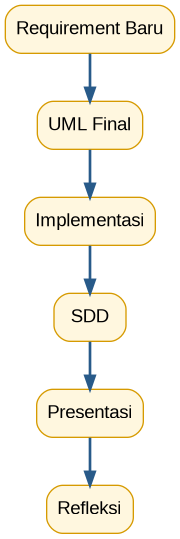 Requirement Baru
UML Final
Implementasi
SDD
Presentasi
Refleksi